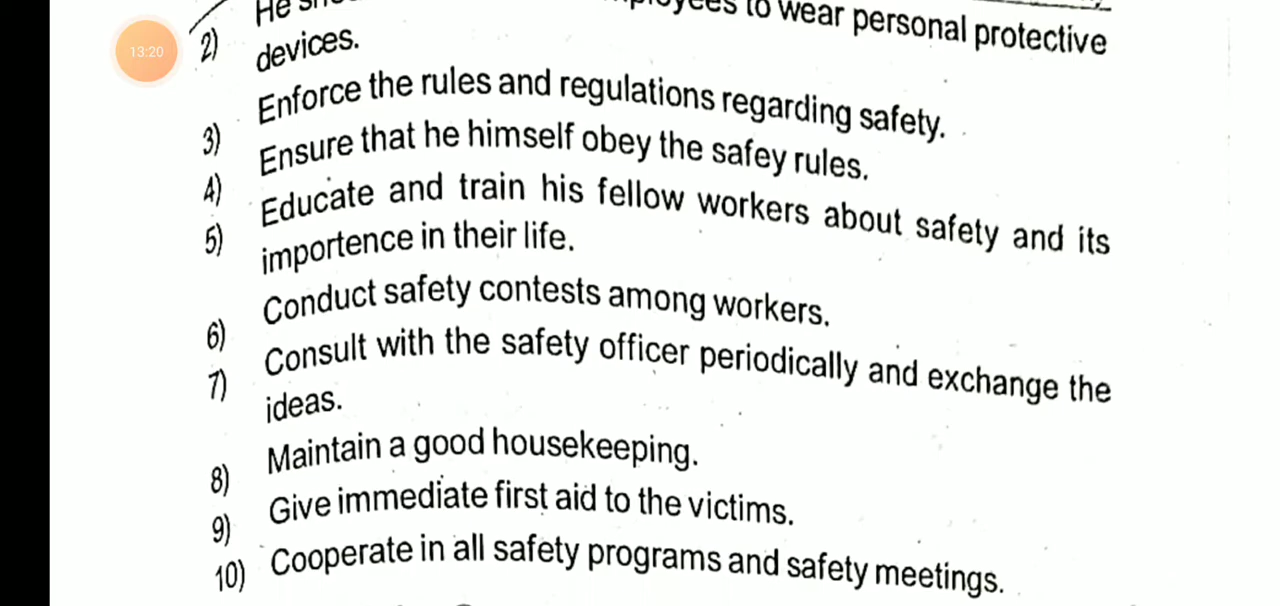 He
to wear personal protective
13:20
2)
devices.
3) Enforce the rules and regulations regarding safety.
4) Ensure that he himself obey the safey rules.
5) Educate and train his fellow workers about safety and its
importence in their life.
6) Conduct safety contests among workers.
7) Consult with the safety officer periodically and exchange the
ideas.
8) Maintain a good housekeeping.
9) Give immediate first aid to the victims.
10) Cooperate in all safety programs and safety meetings.